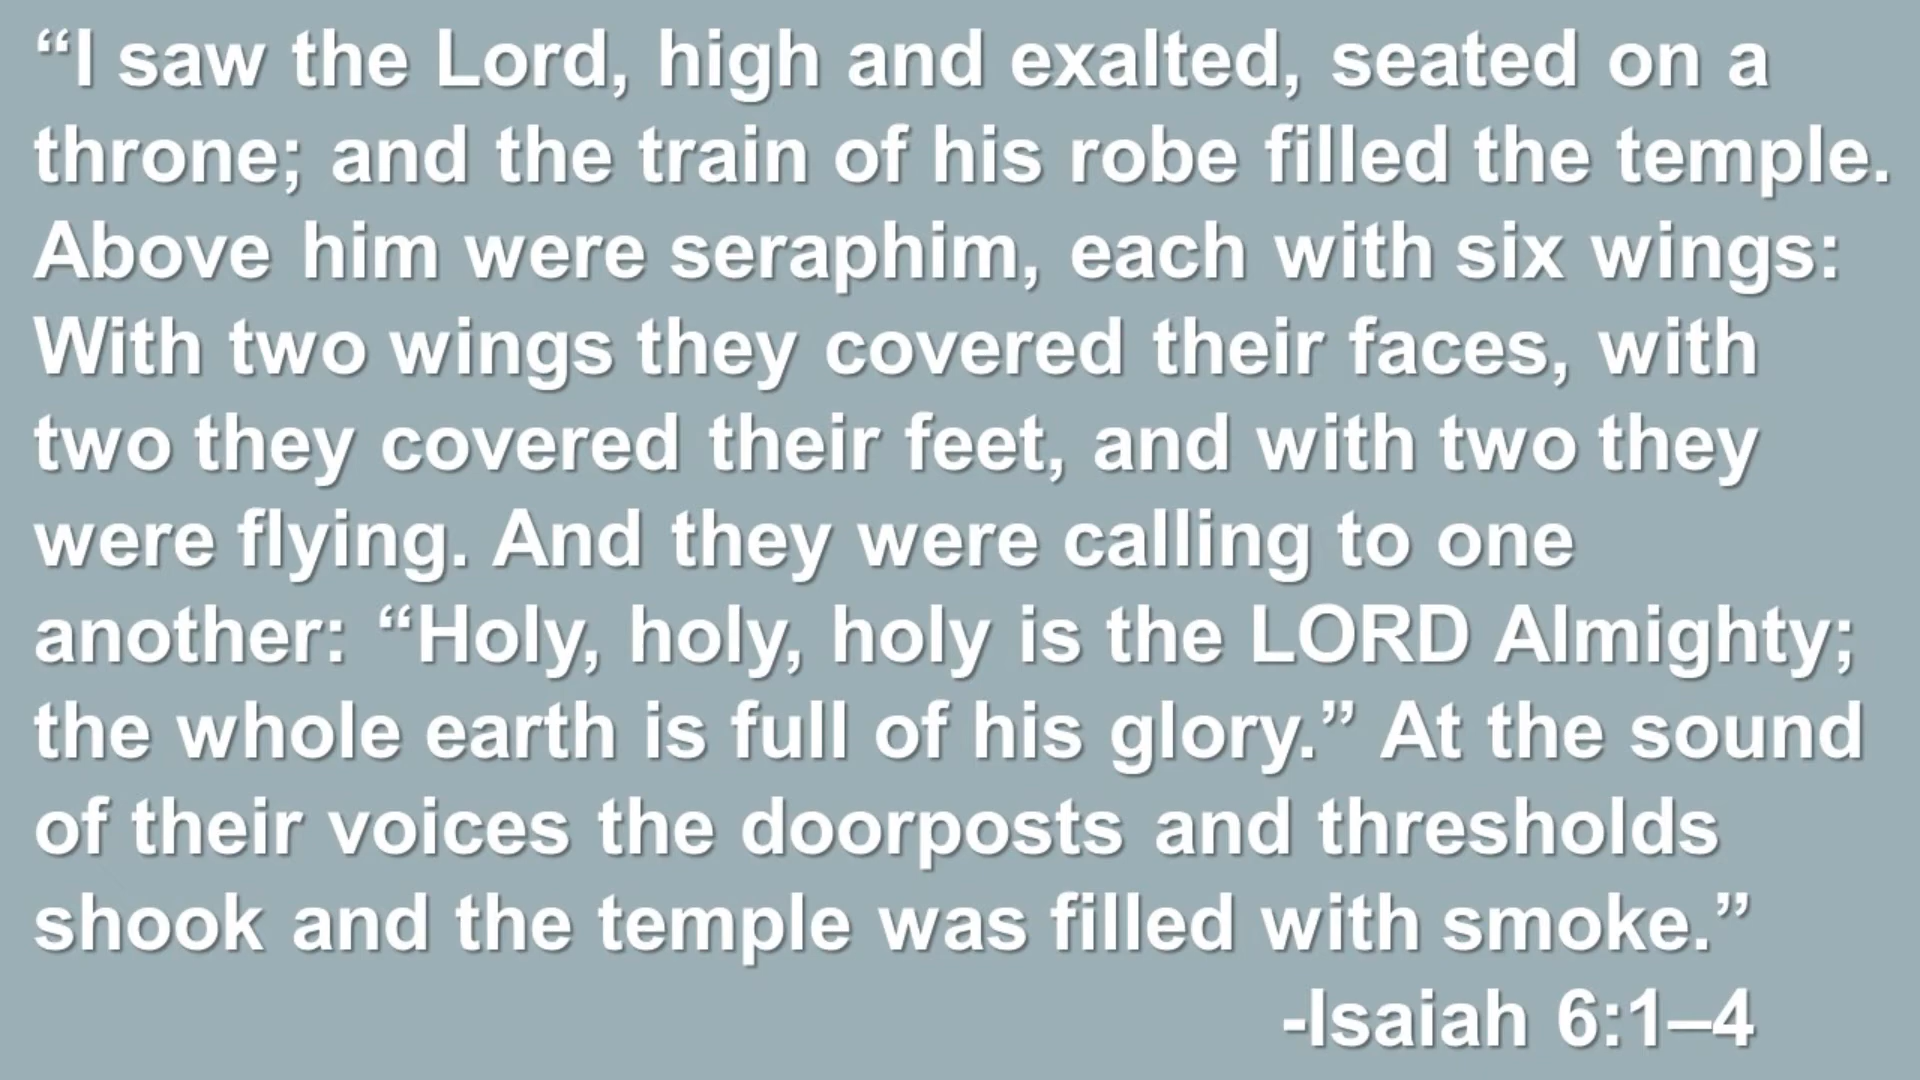 “I saw the Lord, high and exalted, seated on a
throne; and the train of his robe filled the temple.
Above him were seraphim, each with six wings:
With two wings they covered their faces, with
two they covered their feet, and with two they
were flying. And they were calling to one
another: “Holy, holy, holy is the LORD Almighty;
the whole earth is full of his glory.” At the sound
of their voices the doorposts and thresholds
shook and the temple was filled with smoke.”
-Isaiah 6:1–4